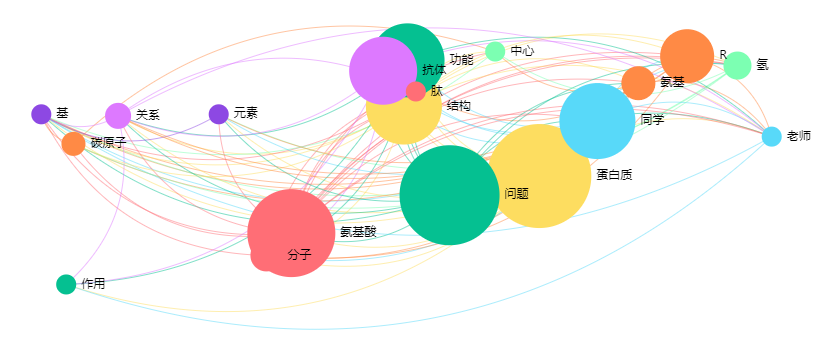 中心
R
氢
功能
抗体
氨基
肽
结构
基
关系
元素
同学
老师
碳原子
蛋白质
问题
氨基酸
分子
作用